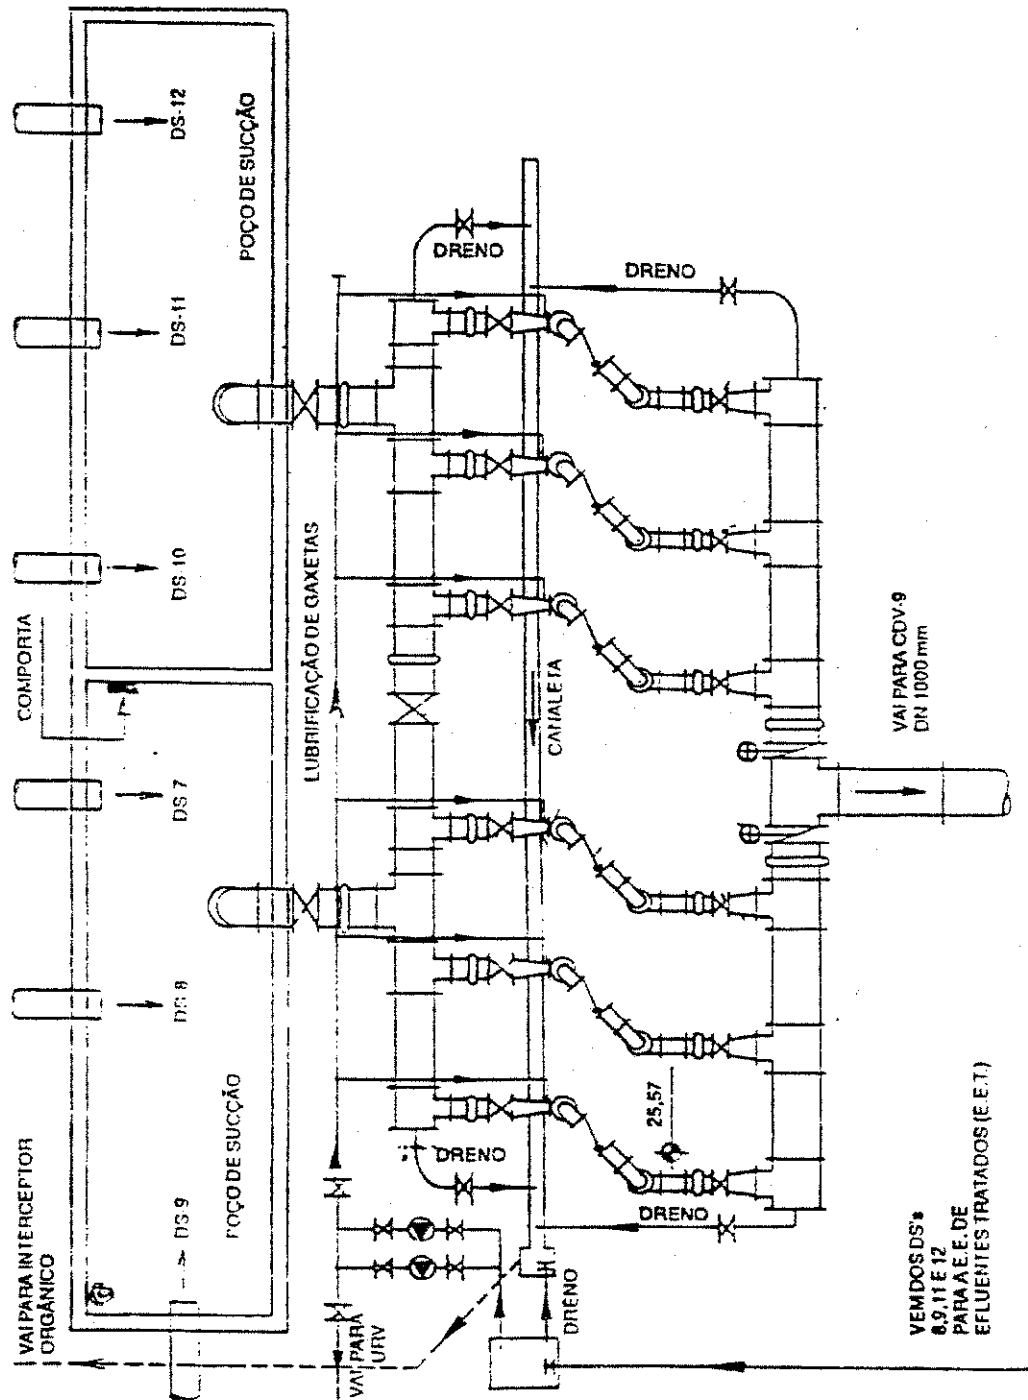 DS-12
POÇO DE SUCÇÃO
DS-11
DS-10
COMPORTA
DS 7
DS 8
DS-9
POÇO DE SUCÇÃO
VAI PARA INTERCEPTOR
ORGÂNICO
LUBRIFICAÇÃO DE GAXETAS
DRENO
DRENO
CANALETA
VAI PARA CDV-9
DN 1000 mm
25,57
DRENO
DRENO
DRENO
VAI PARA
URV
VEM DOS DS's
8,9,11 E 12
PARA A E.E. DE
EFLUENTES TRATADOS (E.E.T.)